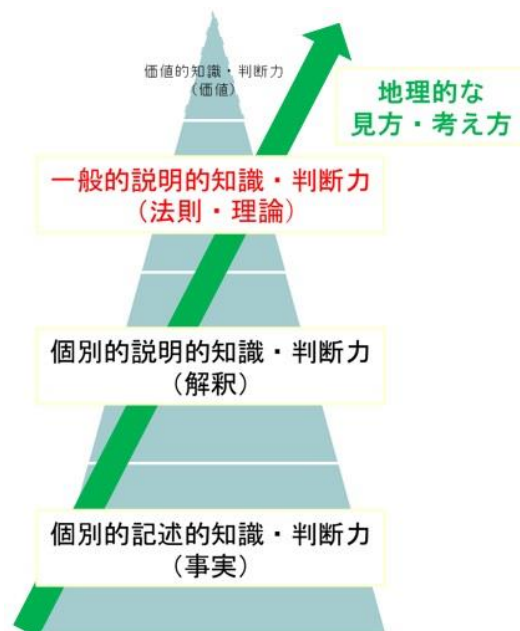 価値的知識・判断力
（価値）
地理的な
見方・考え方
一般的説明的知識・判断力
（法則・理論）
個別的説明的知識・判断力
（解釈）
個別的記述的知識・判断力
（事実）